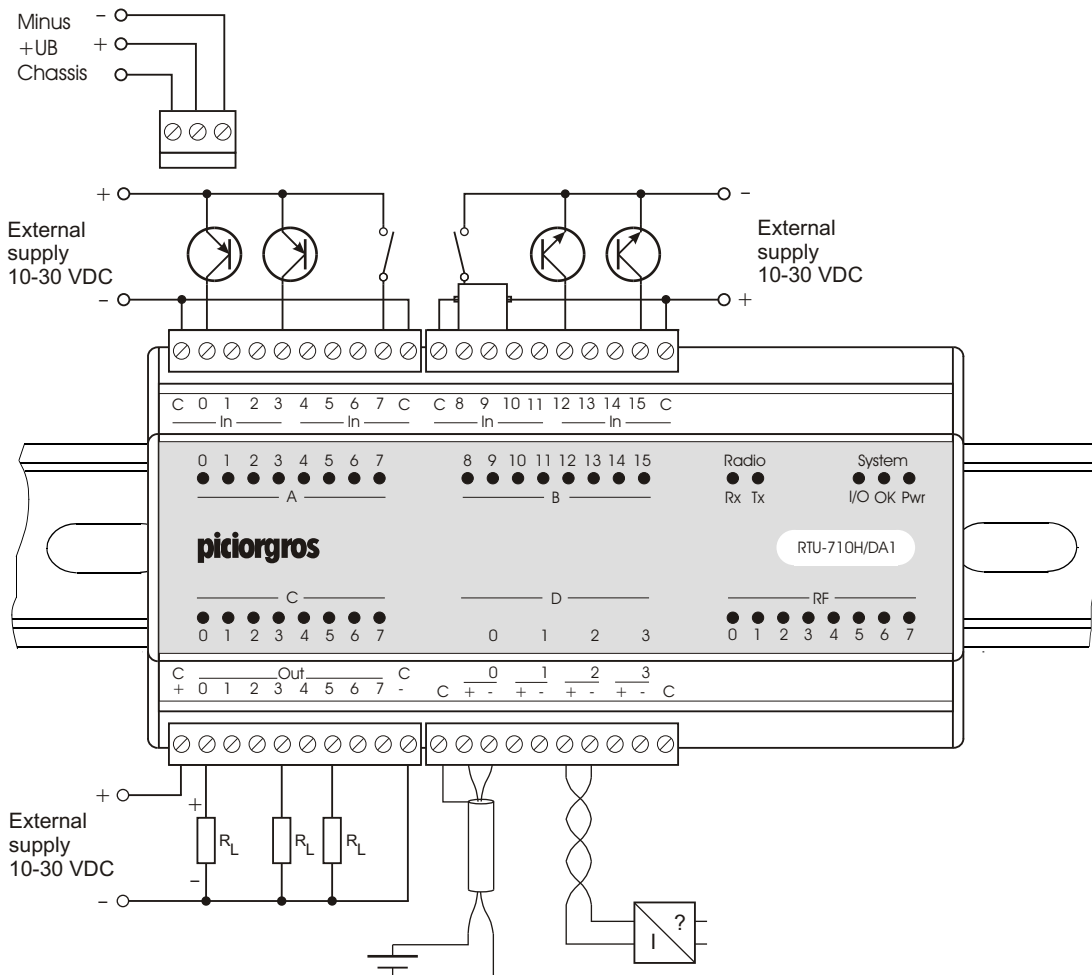 Minus -
+UB +
Chassis
+ -
External
supply
10-30 VDC
External
supply
10-30 VDC
- +
C 0 1 2 3 4 5 6 7 C C 8 9 10 11 12 13 14 15 C
In In In In
0 1 2 3 4 5 6 7 8 9 10 11 12 13 14 15 Radio System
A B Rx Tx I/O OK Pwr
piciorgros RTU-710H/DA1
C D RF
0 1 2 3 4 5 6 7 0 1 2 3 0 1 2 3 4 5 6 7
C Out C 0 1 2 3
+ 0 1 2 3 4 5 6 7 - C + - + - + - + - C
+ +
External
supply
10-30 VDC
RL RL RL
- -
?
I